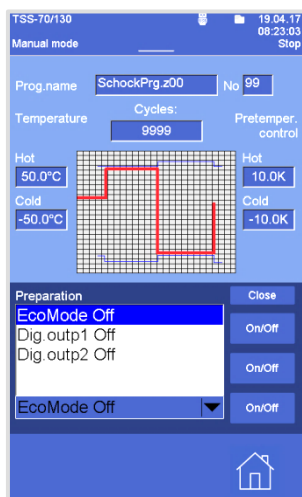 TSS-70/130 19.04.17
08:23:03
Manual mode Stop
Prog.name SchockPrg.z00 No 99
Temperature Cycles: Pretemper. control
9999
Hot Hot
50.0°C 10.0K
Cold Cold
-50.0°C -10.0K
Preparation Close
EcoMode Off On/Off
Dig.outp1 Off
Dig.outp2 Off On/Off
EcoMode Off On/Off